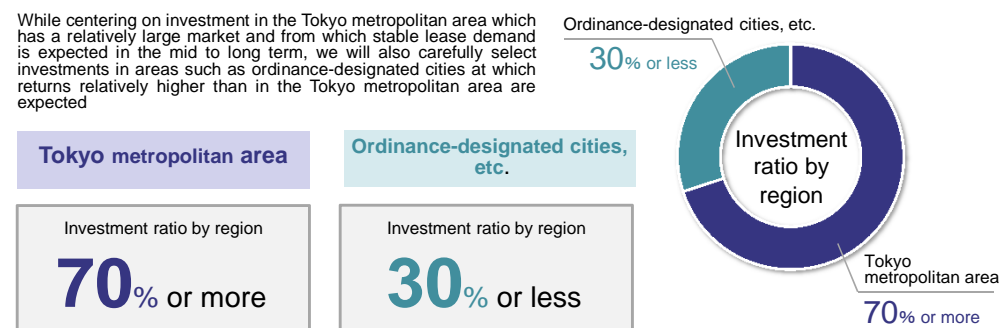 While centering on investment in the Tokyo metropolitan area which
has a relatively large market and from which stable lease demand
is expected in the mid to long term, we will also carefully select
investments in areas such as ordinance-designated cities at which
returns relatively higher than in the Tokyo metropolitan area are
expected
Tokyo metropolitan area
Ordinance-designated cities,
etc.
Investment ratio by region
70% or more
Investment ratio by region
30% or less
Ordinance-designated cities, etc.
30% or less
Investment
ratio by
region
Tokyo
metropolitan area
70% or more